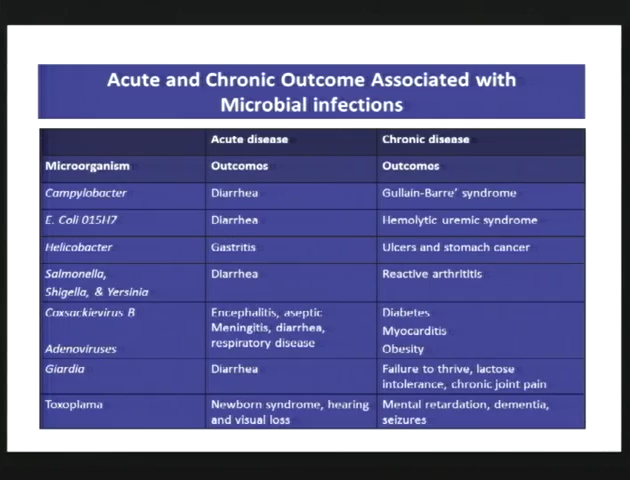 Acute and Chronic Outcome Associated with
Microbial infections
Acute disease Chronic disease
Microorganism Outcomes Outcomes
Campylobacter Diarrhea Gullain-Barre’ syndrome
E. Coli 015H7 Diarrhea Hemolytic uremic syndrome
Helicobacter Gastritis Ulcers and stomach cancer
Salmonella, Diarrhea Reactive arthrititis
Shigella, & Yersinia
Coxsackievirus B Encephalitis, aseptic Diabetes
Meningitis, diarrhea, Myocarditis
Adenoviruses respiratory disease Obesity
Giardia Diarrhea Failure to thrive, lactose
intolerance, chronic joint pain
Toxoplama Newborn syndrome, hearing Mental retardation, dementia,
and visual loss seizures